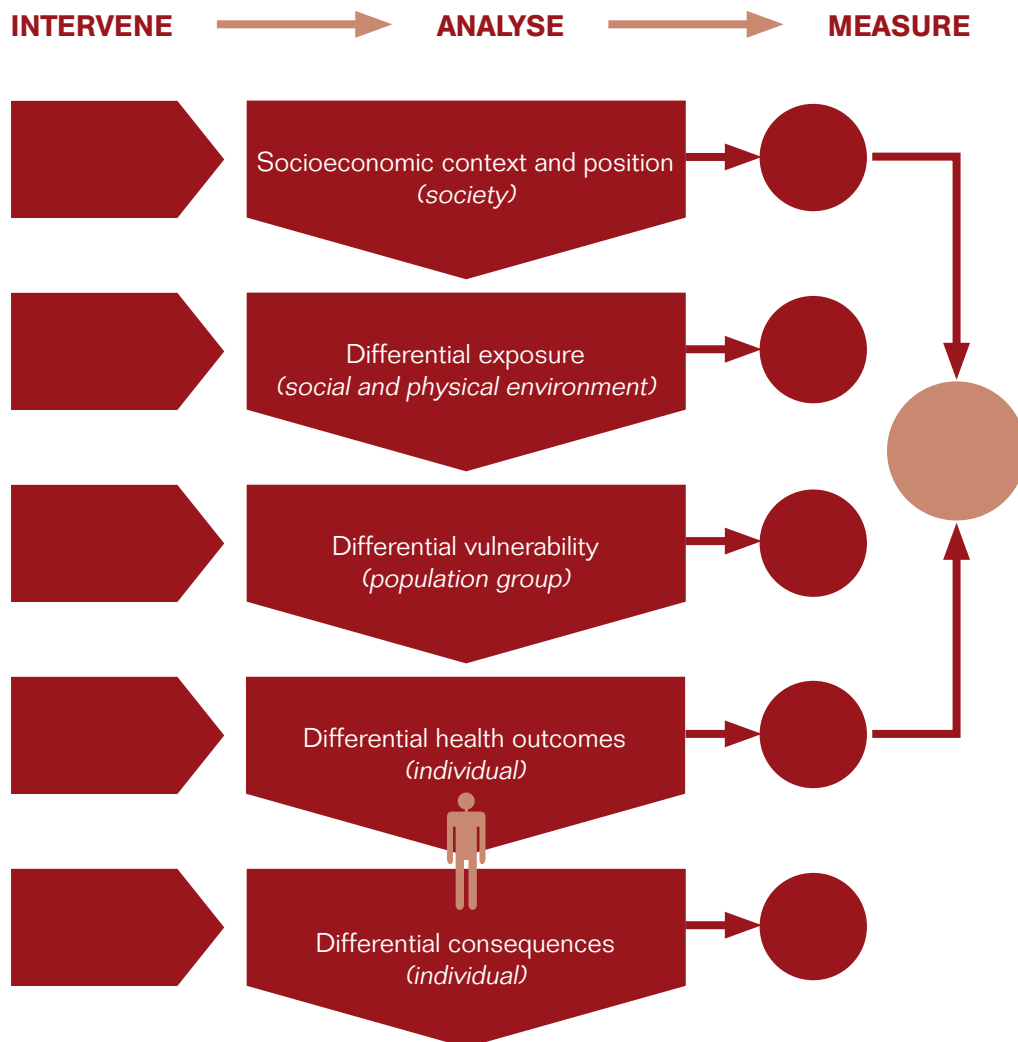 INTERVENE ANALYSE MEASURE
Socioeconomic context and position
(society)
Differential exposure
(social and physical environment)
Differential vulnerability
(population group)
Differential health outcomes
(individual)
Differential consequences
(individual)